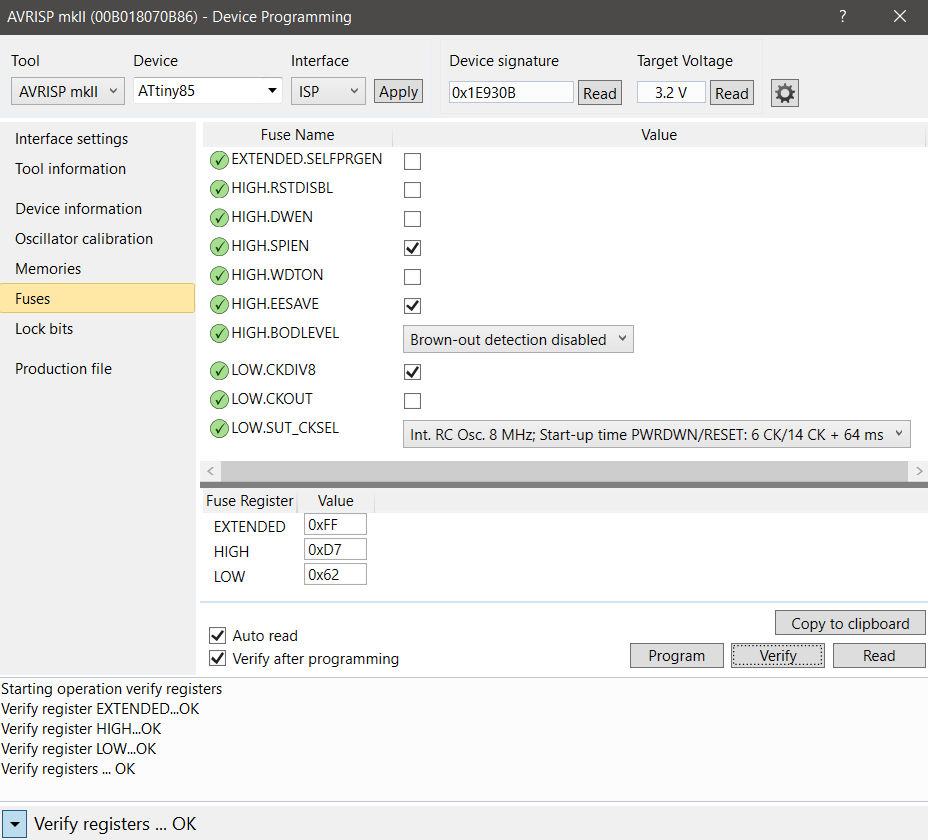 AVRISP mkII (00B018070B86) - Device Programming
?
Tool
Device
Interface
Device signature
Target Voltage
AVRISP mkII
ATtiny85
ISP
Apply
0x1E930B
Read
3.2 V
Read
Interface settings
Tool information
Device information
Oscillator calibration
Memories
Fuses
Lock bits
Production file
Fuse Name
Value
EXTENDED.SELFPRGEN
HIGH.RSTDISBL
HIGH.DWEN
HIGH.SPIEN
HIGH.WDTON
HIGH.EESAVE
HIGH.BODLEVEL
Brown-out detection disabled
LOW.CKDIV8
LOW.CKOUT
LOW.SUT_CKSEL
Int. RC Osc. 8 MHz; Start-up time PWRDWN/RESET: 6 CK/14 CK + 64 ms
Fuse Register
Value
EXTENDED
0xFF
HIGH
0xD7
LOW
0x62
Copy to clipboard
Auto read
Verify after programming
Program
Verify
Read
Starting operation verify registers
Verify register EXTENDED...OK
Verify register HIGH...OK
Verify register LOW...OK
Verify registers ... OK
Verify registers ... OK